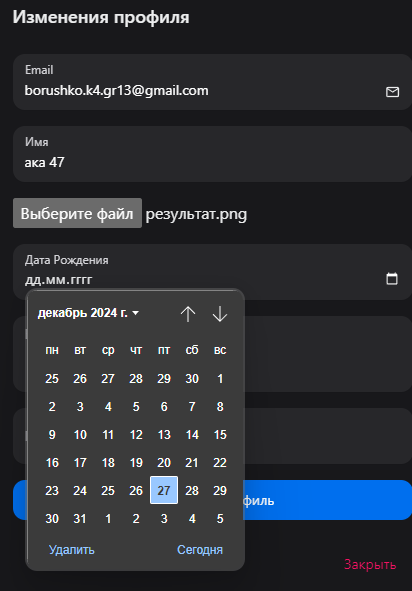 Изменения профиля
Email
borushko.k4.gr13@gmail.com
Имя
ака 47
Выберите файл результат.png
Дата Рождения
дд.мм.гггг
декабрь 2024 г.
пн вт ср чт пт сб вс
25 26 27 28 29 30 1
2 3 4 5 6 7 8
9 10 11 12 13 14 15
16 17 18 19 20 21 22
23 24 25 26 27 28 29
30 31 1 2 3 4 5
филь
Удалить Сегодня
Закрыть